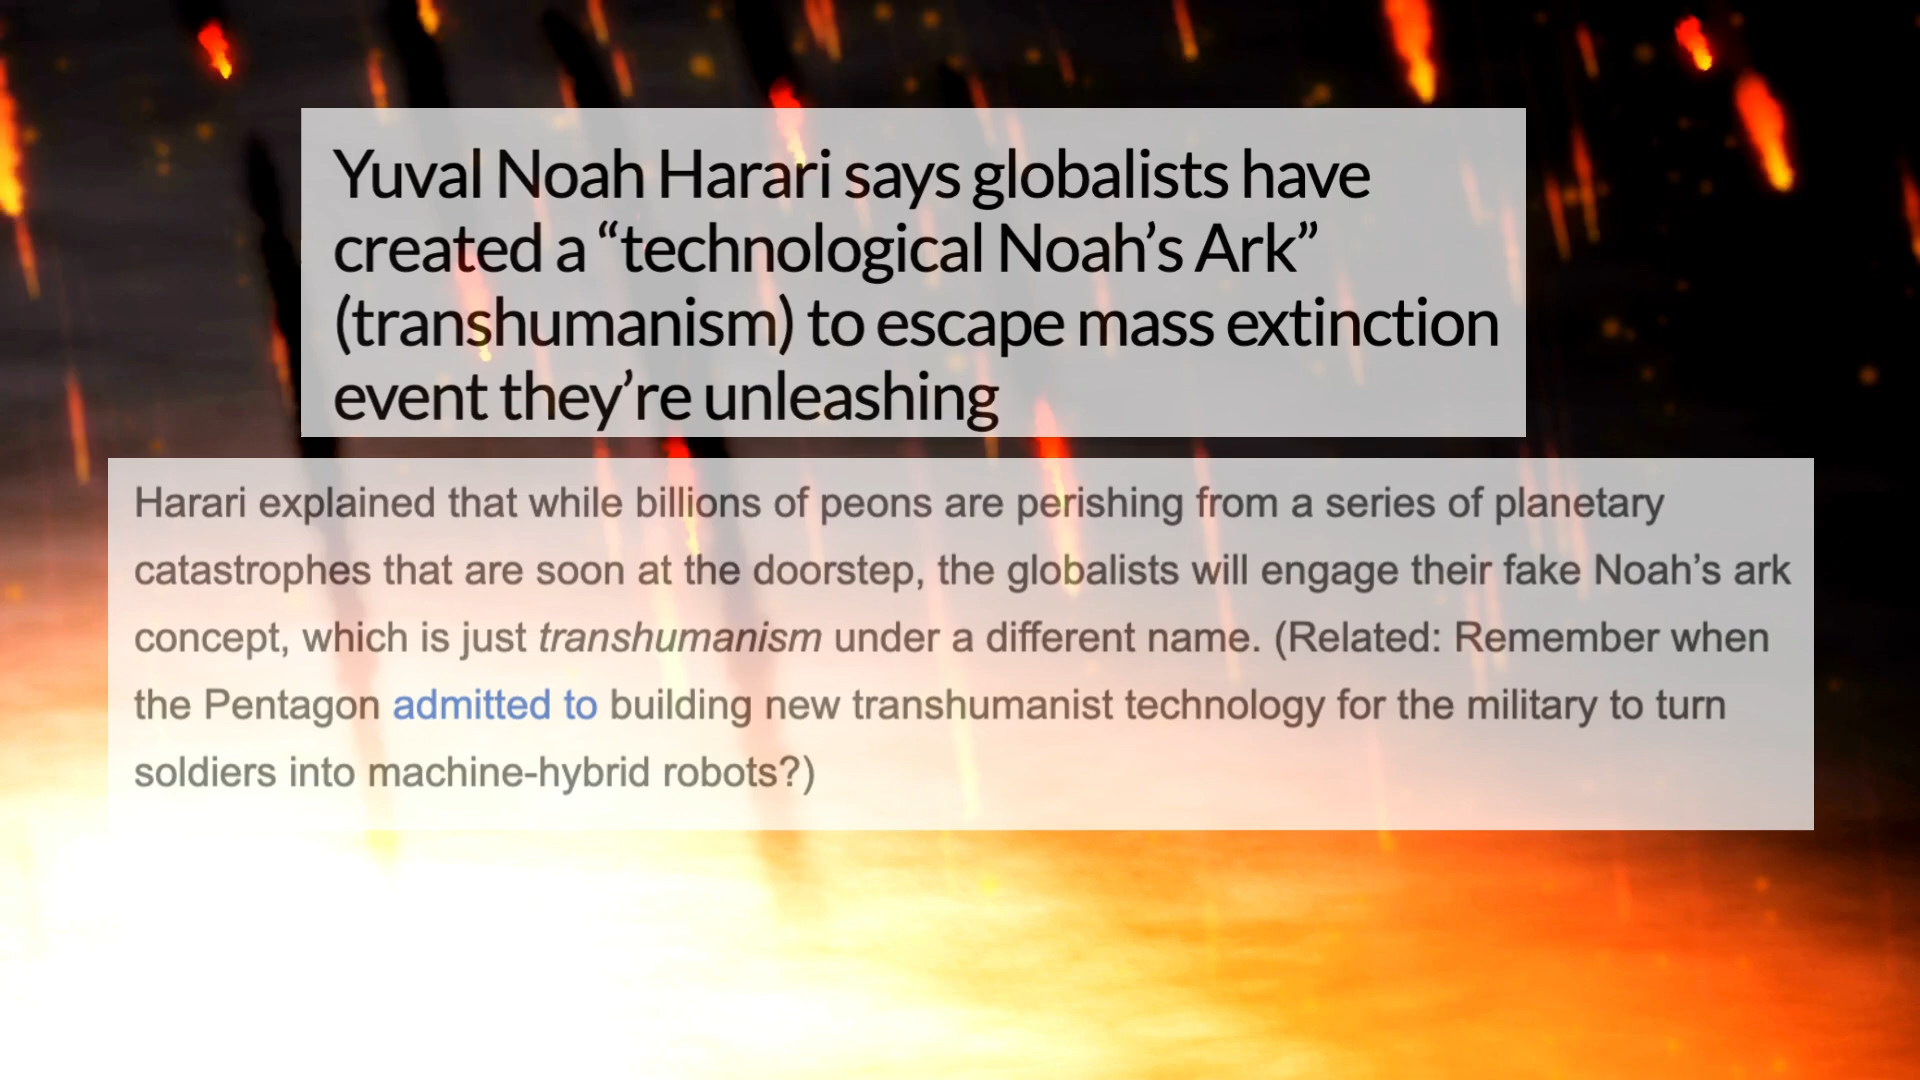 Yuval Noah Harari says globalists have
created a “technological Noah’s Ark”
(transhumanism) to escape mass extinction
event they’re unleashing
Harari explained that while billions of peons are perishing from a series of planetary
catastrophes that are soon at the doorstep, the globalists will engage their fake Noah’s ark
concept, which is just transhumanism under a different name. (Related: Remember when
the Pentagon admitted to building new transhumanist technology for the military to turn
soldiers into machine-hybrid robots?)